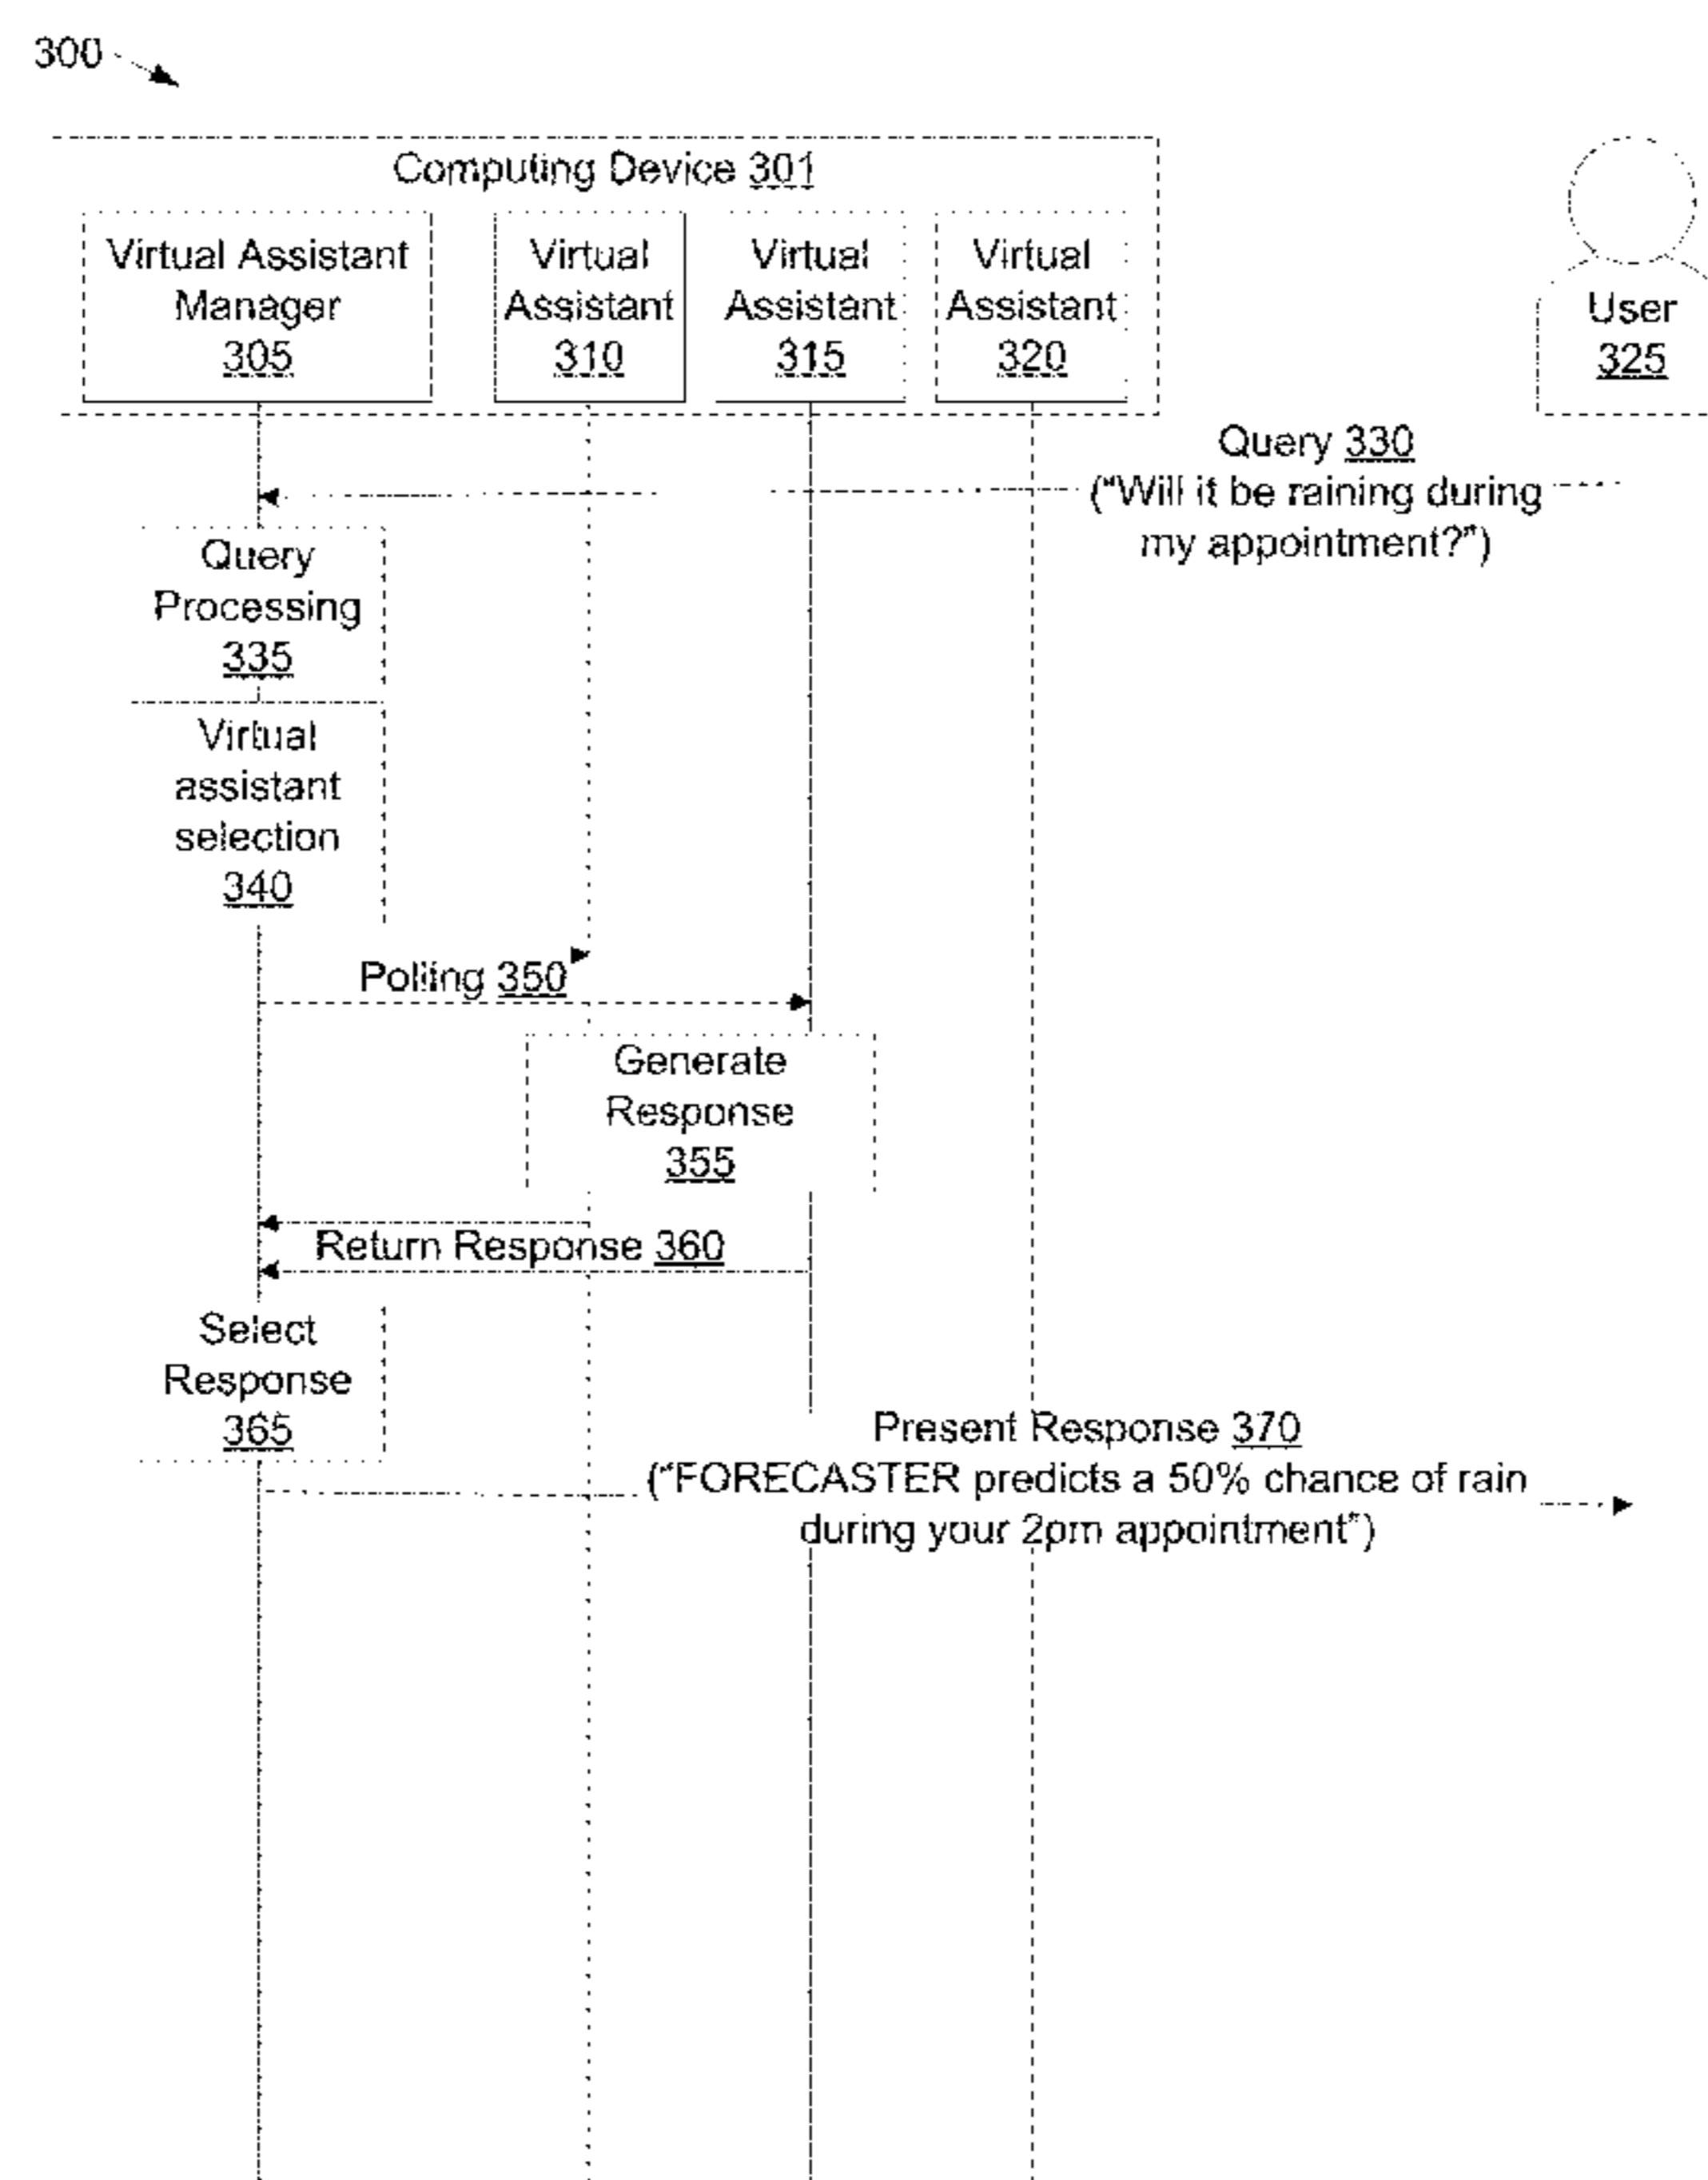 300
Computing Device 301
Virtual Assistant
Manager
305
Virtual
Assistant
310
Virtual
Assistant
315
Virtual
Assistant
320
User
325
Query 330
("Will it be raining during
my appointment?")
Query
Processing
335
Virtual
assistant
selection
340
Polling 350
Generate
Response
355
Return Response 360
Select
Response
365
Present Response 370
("FORECASTER predicts a 50% chance of rain
during your 2pm appointment")